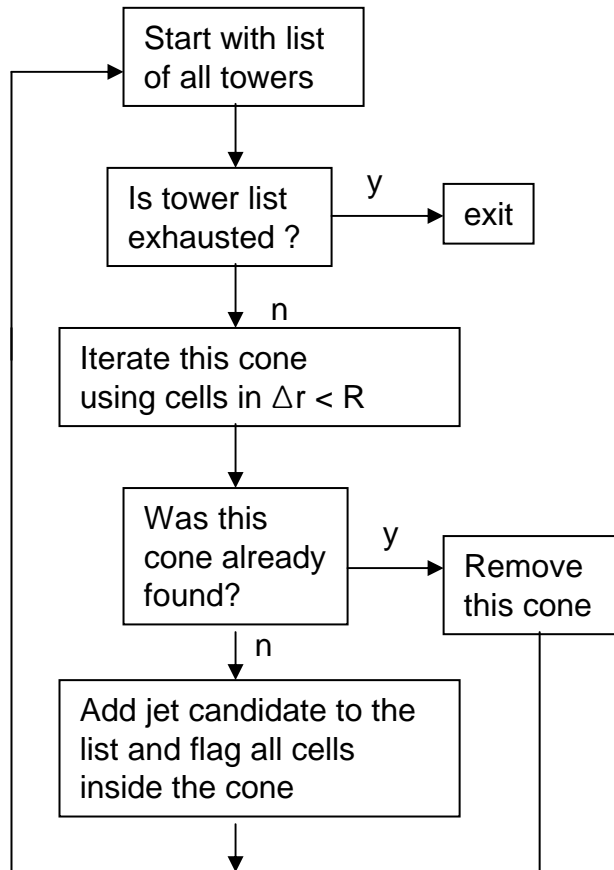 Start with list
of all towers
Is tower list
exhausted ?
y
exit
n
Iterate this cone
using cells in Δr < R
Was this
cone already
found?
y
Remove
this cone
n
Add jet candidate to the
list and flag all cells
inside the cone